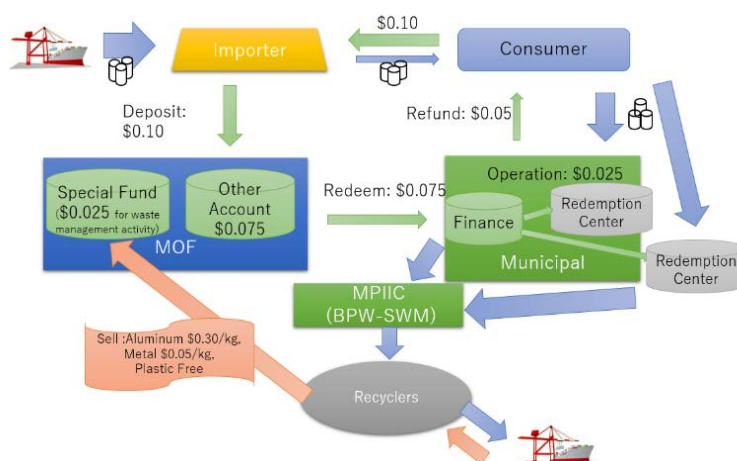 $0.10
Importer
Consumer
Deposit:
$0.10
Refund: $0.05
Special Fund
($0.025 for waste
management activity)
Other
Account
$0.075
MOF
Redeem: $0.075
Operation: $0.025
Finance
Redemption
Center
Municipal
Redemption
Center
MPIIC
(BPW-SWM)
Sell :Aluminum $0.30/kg,
Metal $0.05/kg,
Plastic Free
Recyclers